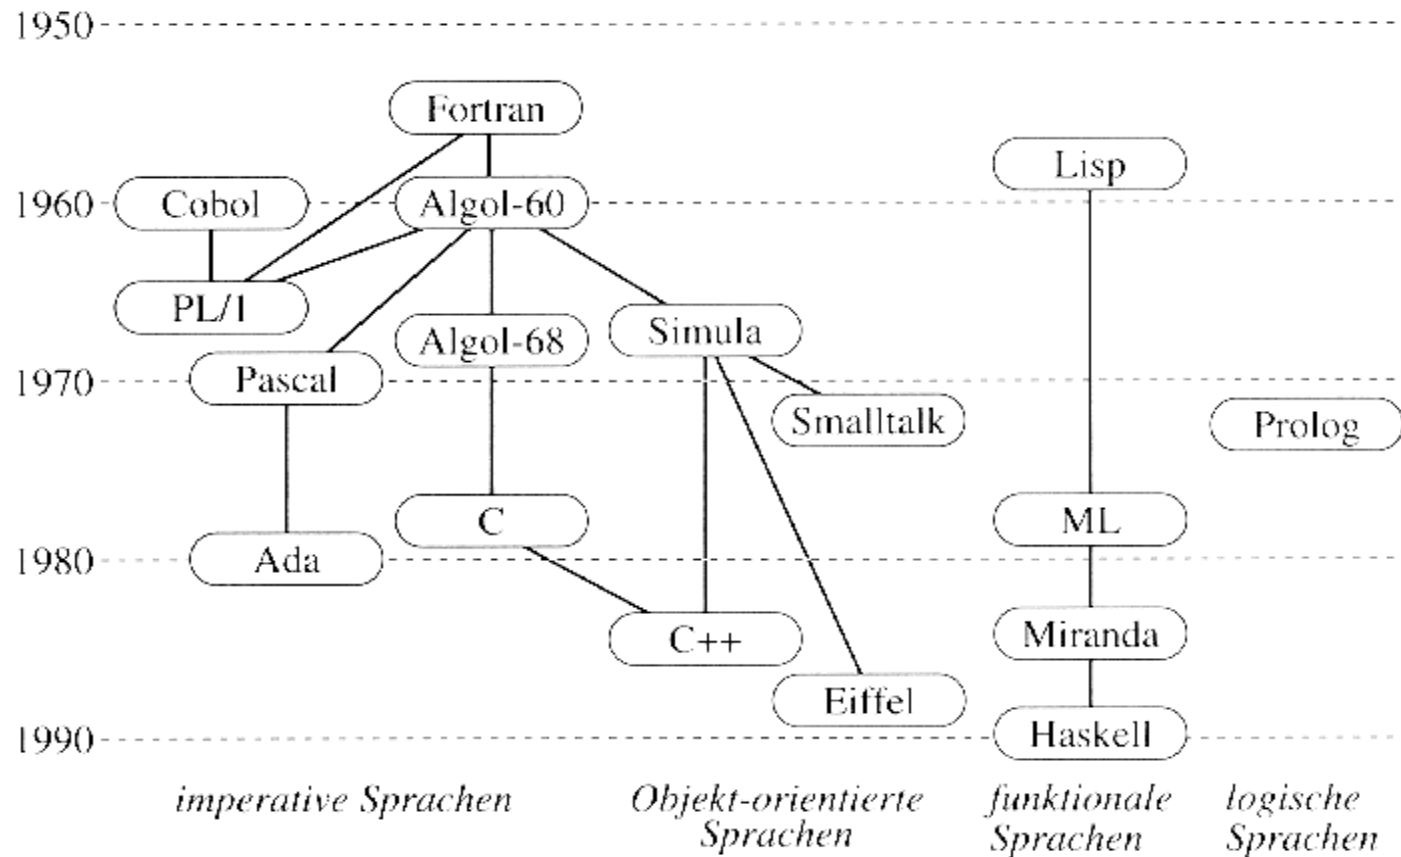 1950
Fortran
Lisp
1960
Cobol
Algol-60
PL/1
Simula
Algol-68
1970
Pascal
Smalltalk
Prolog
C
ML
1980
Ada
Miranda
C++
Eiffel
1990
Haskell
imperative Sprachen
Objekt-orientierte
Sprachen
funktionale
Sprachen
logische
Sprachen